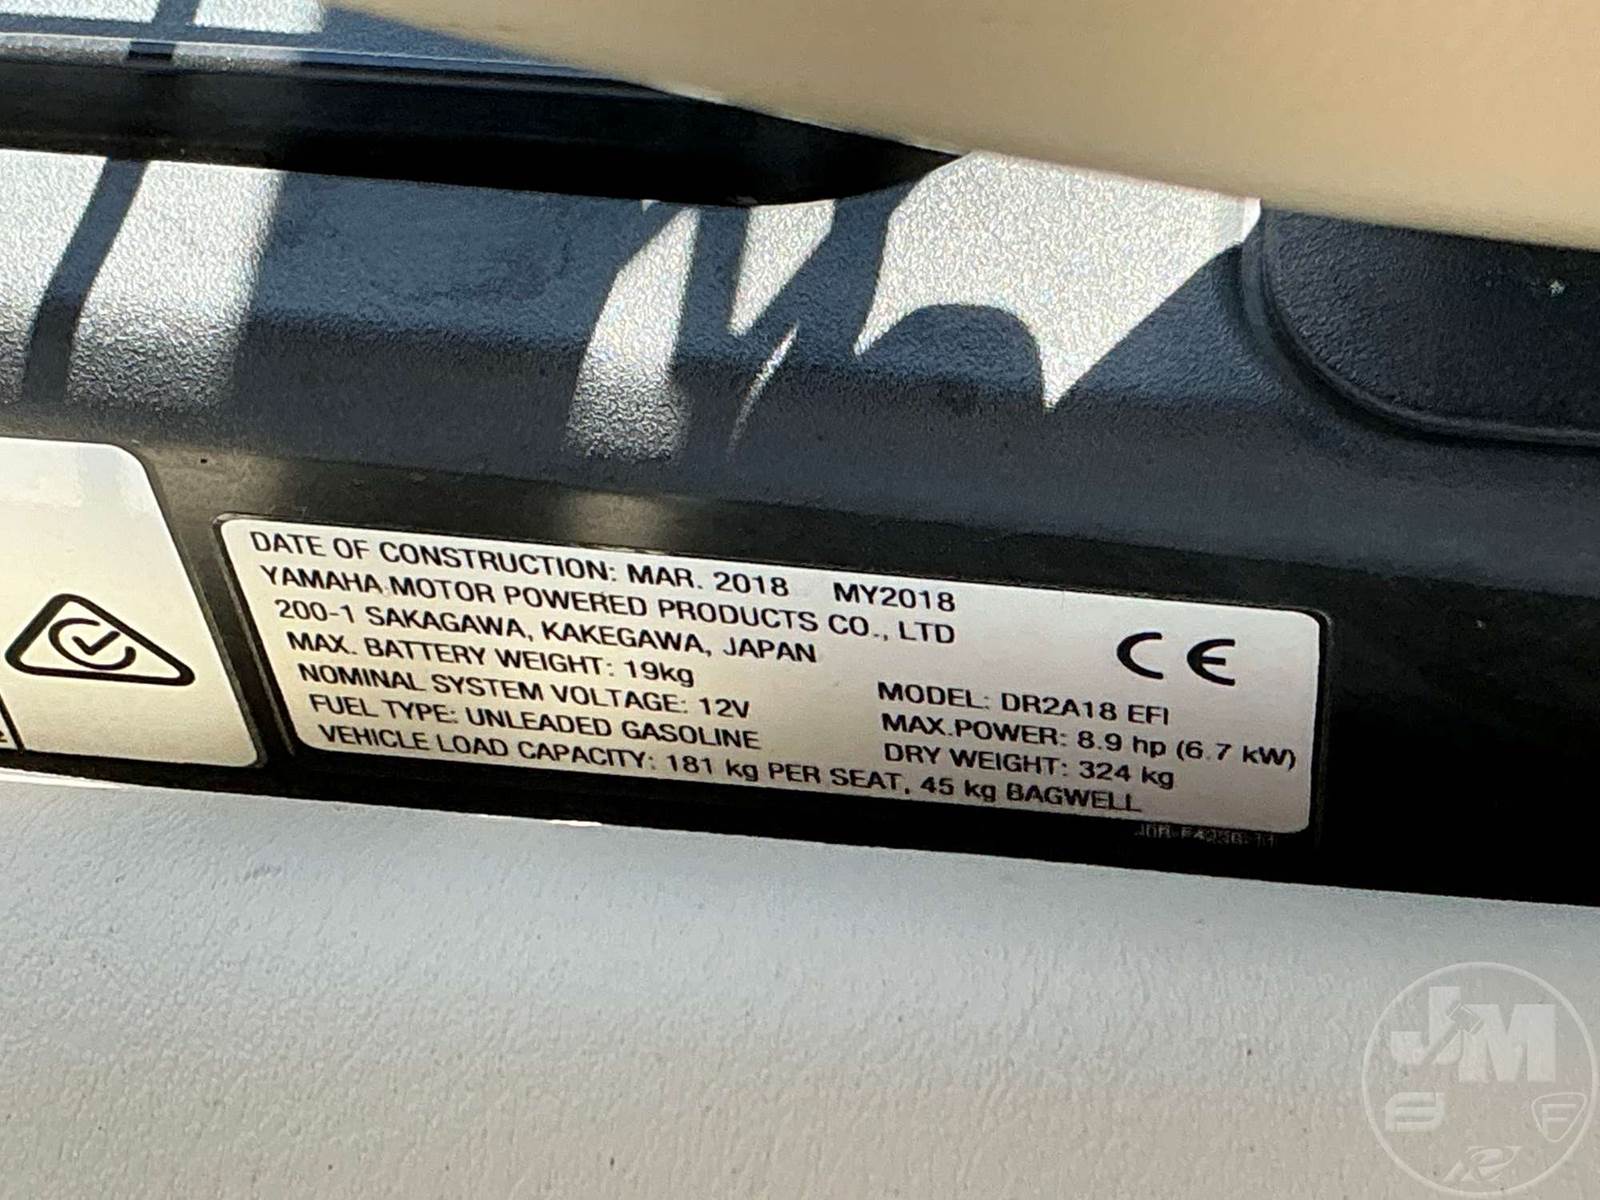 DATE OF CONSTRUCTION: MAR. 2018 MY2018
YAMAHA MOTOR POWERED PRODUCTS CO., LTD
200-1 SAKAGAWA, KAKEGAWA, JAPAN
CE
MAX. BATTERY WEIGHT: 19kg
NOMINAL SYSTEM VOLTAGE: 12V
MODEL: DR2A18 EFI
FUEL TYPE: UNLEADED GASOLINE
MAX.POWER: 8.9 hp (6.7 kW)
DRY WEIGHT: 324 kg
VEHICLE LOAD CAPACITY: 181 kg PER SEAT, 45 kg BAGWELL
JM